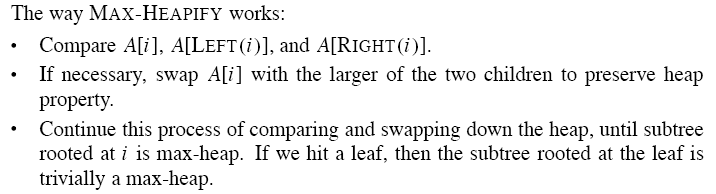 The way MAX-HEAPIFY works:
• Compare A[i], A[LEFT(i)], and A[RIGHT(i)].
• If necessary, swap A[i] with the larger of the two children to preserve heap
property.
• Continue this process of comparing and swapping down the heap, until subtree
rooted at i is max-heap. If we hit a leaf, then the subtree rooted at the leaf is
trivially a max-heap.